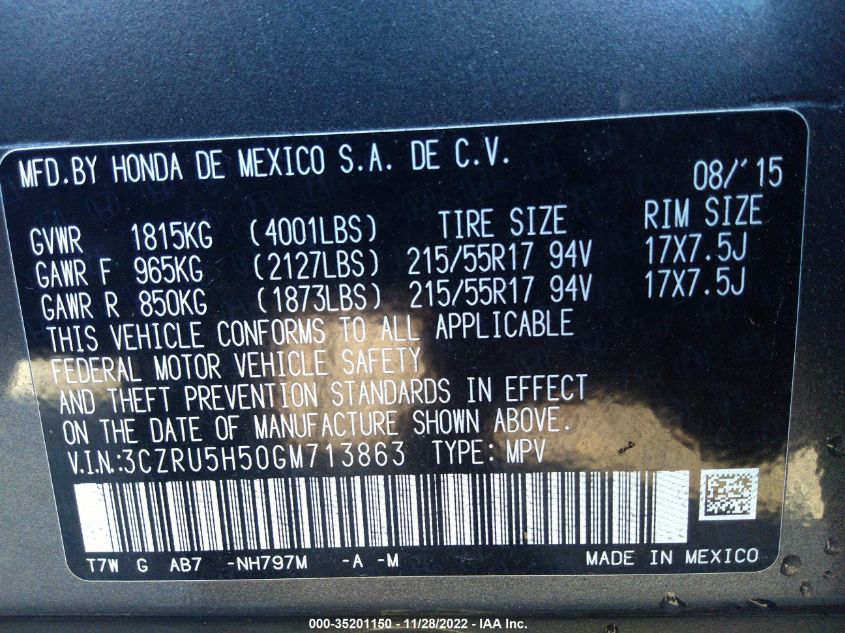 MFD.BY HONDA DE MEXICO S.A. DE C.V.
08/'15
GVWR 1815KG (4001LBS) TIRE SIZE RIM SIZE
GAWR F 965KG (2127LBS) 215/55R17 94V 17X7.5J
GAWR R 850KG (1873LBS) 215/55R17 94V 17X7.5J
THIS VEHICLE CONFORMS TO ALL APPLICABLE
FEDERAL MOTOR VEHICLE SAFETY
AND THEFT PREVENTION STANDARDS IN EFFECT
ON THE DATE OF MANUFACTURE SHOWN ABOVE.
V.I.N.:3CZRU5H50GM713863 TYPE: MPV
T7W G AB7 -NH797M -A -M MADE IN MEXICO
000-35201150 — 11/28/2022 — IAA Inc.